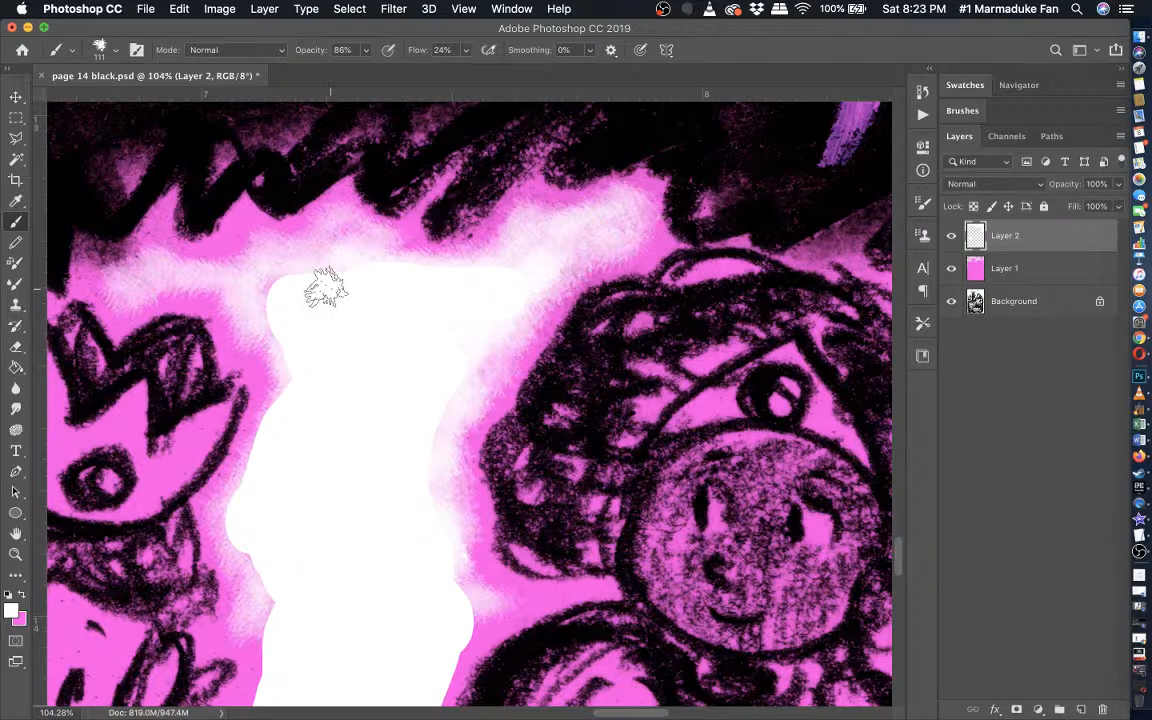 Photoshop CC File Edit Image Layer Type Select Filter 3D View Window Help 100% Sat 8:23 PM #1 Marmaduke Fan
Adobe Photoshop CC 2019
111 Mode: Normal Opacity: 86% Flow: 24% Smoothing: 0%
× page 14 black.psd @ 104% (Layer 2, RGB/8*) *
7 8
Swatches Navigator
Brushes
Layers Channels Paths
Kind
Normal Opacity: 100%
Lock: Fill: 100%
Layer 2
Layer 1
Background
104.28% Doc: 819.0M/947.4M